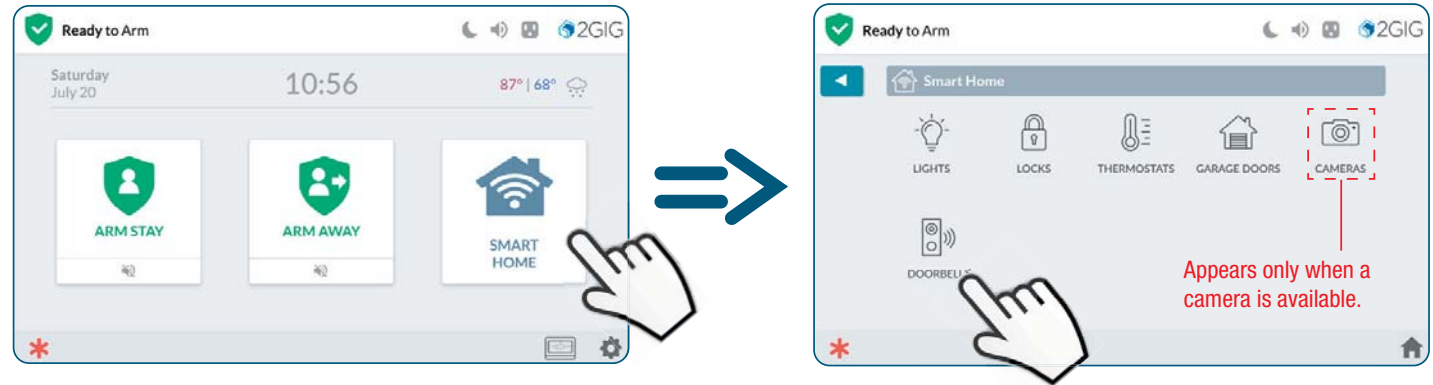 Ready to Arm
2GIG
Saturday
July 20
10:56
87° | 68°
ARM STAY
ARM AWAY
SMART
HOME
Ready to Arm
2GIG
Smart Home
LIGHTS
LOCKS
THERMOSTATS
GARAGE DOORS
CAMERAS
DOORBELLS
Appears only when a
camera is available.